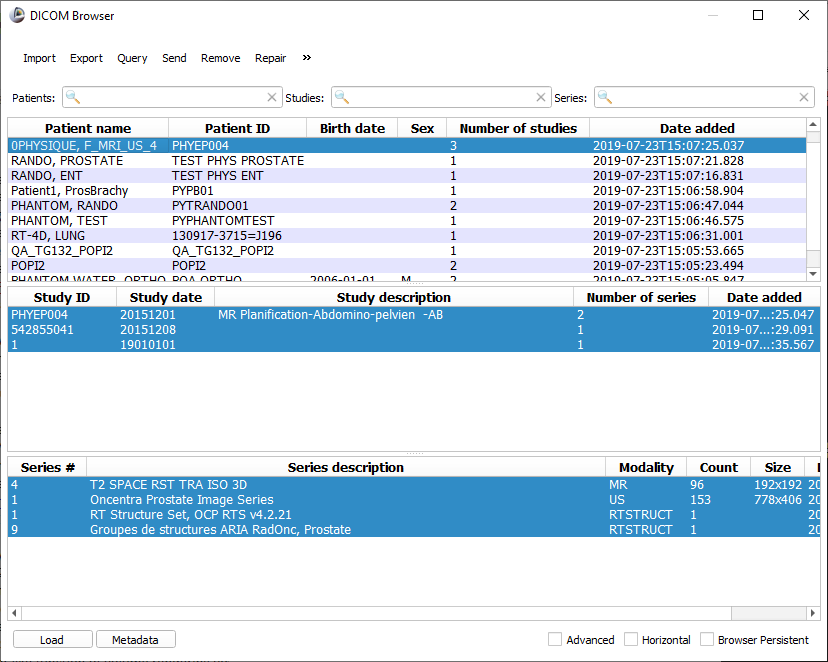 DICOM Browser
Import Export Query Send Remove Repair »
Patients: Studies: Series:
Patient name Patient ID Birth date Sex Number of studies Date added
0PHYSIQUE, F_MRI_US_4 PHYEP004 3 2019-07-23T15:07:25.037
RANDO, PROSTATE TEST PHYS PROSTATE 1 2019-07-23T15:07:21.828
RANDO, ENT TEST PHYS ENT 1 2019-07-23T15:07:16.831
Patient1, ProsBrachy PYPB01 1 2019-07-23T15:06:58.904
PHANTOM, RANDO PYTRANDO01 2 2019-07-23T15:06:47.044
PHANTOM, TEST PYPHANTOMTEST 1 2019-07-23T15:06:46.575
RT-4D, LUNG 130917-3715=J196 1 2019-07-23T15:06:31.001
QA_TG132_POPI2 QA_TG132_POPI2 1 2019-07-23T15:05:53.665
POPI2 POPI2 2 2019-07-23T15:05:23.494
PHANTOM WATER, ORTHO PQA ORTHO 2006-01-01 M 2 2019-07-23T15:05:05.847
Study ID Study date Study description Number of series Date added
PHYEP004 20151201 MR Planification-Abdomino-pelvien -AB 2 2019-07...:25.047
542855041 20151208 1 2019-07...:29.091
1 19010101 1 2019-07...:35.567
Series # Series description Modality Count Size
4 T2 SPACE RST TRA ISO 3D MR 96 192x192 20
1 Oncentra Prostate Image Series US 153 778x406 20
1 RT Structure Set, OCP RTS v4.2.21 RTSTRUCT 1 20
9 Groupes de structures ARIA RadOnc, Prostate RTSTRUCT 1 20
Load Metadata Advanced Horizontal Browser Persistent